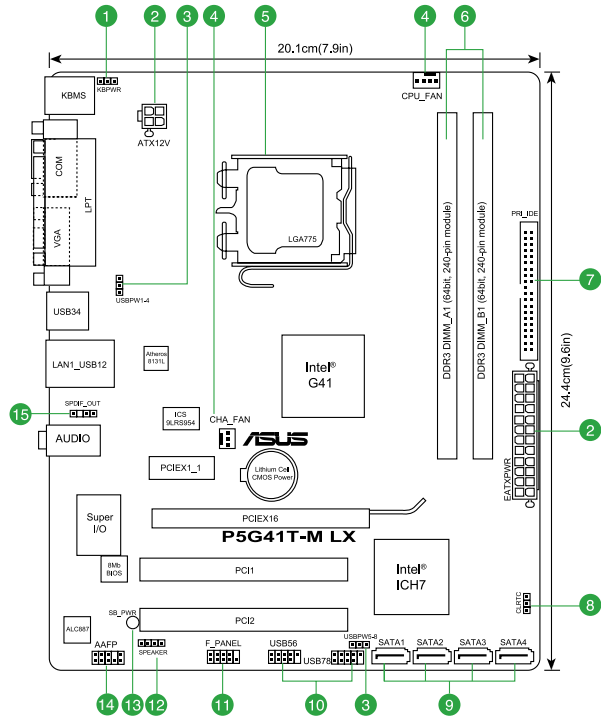 1
2
3
4
5
4
6
20.1cm(7.9in)
KBMS
KBPWR
ATX12V
CPU_FAN
COM
LPT
VGA
LGA775
DDR3 DIMM_A1 (64bit, 240-pin module)
DDR3 DIMM_B1 (64bit, 240-pin module)
PRI_IDE
7
USBPW1-4
USB34
24.4cm(9.6in)
LAN1_USB12
Atheros
8131L
Intel®
G41
SPDIF_OUT
15
ICS
9LRS954
CHA_FAN
ASUS
AUDIO
EATXPWR
2
PCIEX1_1
Lithium Cell
CMOS Power
Super
I/O
PCIEX16
P5G41T-M LX
8Mb
BIOS
PCI1
Intel®
ICH7
CLRTC
8
SB_PWR
PCI2
ALC887
AAFP
SPEAKER
F_PANEL
USB56
USB78
USBPW5-8
SATA1
SATA2
SATA3
SATA4
14
13
12
11
10
3
9